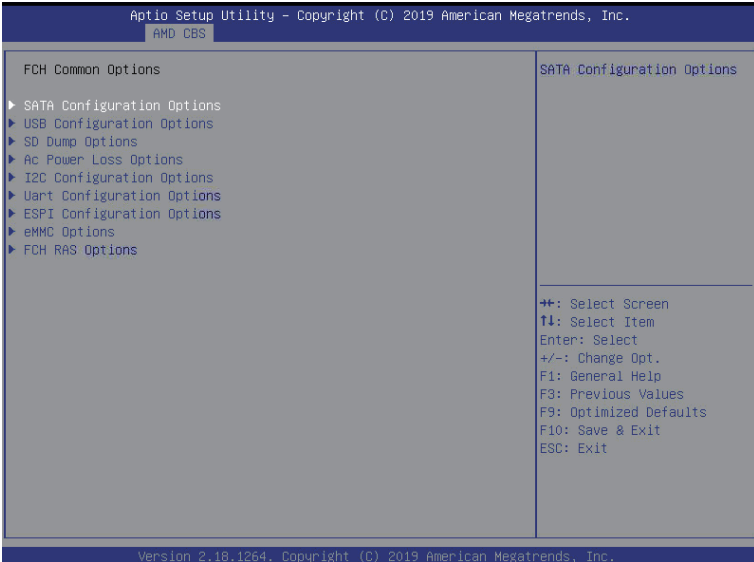 Aptio Setup Utility – Copyright (C) 2019 American Megatrends, Inc.
AMD CBS
FCH Common Options
SATA Configuration Options
USB Configuration Options
SD Dump Options
Ac Power Loss Options
I2C Configuration Options
Uart Configuration Options
ESPI Configuration Options
eMMC Options
FCH RAS Options
SATA Configuration Options
→←: Select Screen
↑↓: Select Item
Enter: Select
+/-: Change Opt.
F1: General Help
F3: Previous Values
F9: Optimized Defaults
F10: Save & Exit
ESC: Exit
Version 2.18.1264. Copyright (C) 2019 American Megatrends, Inc.